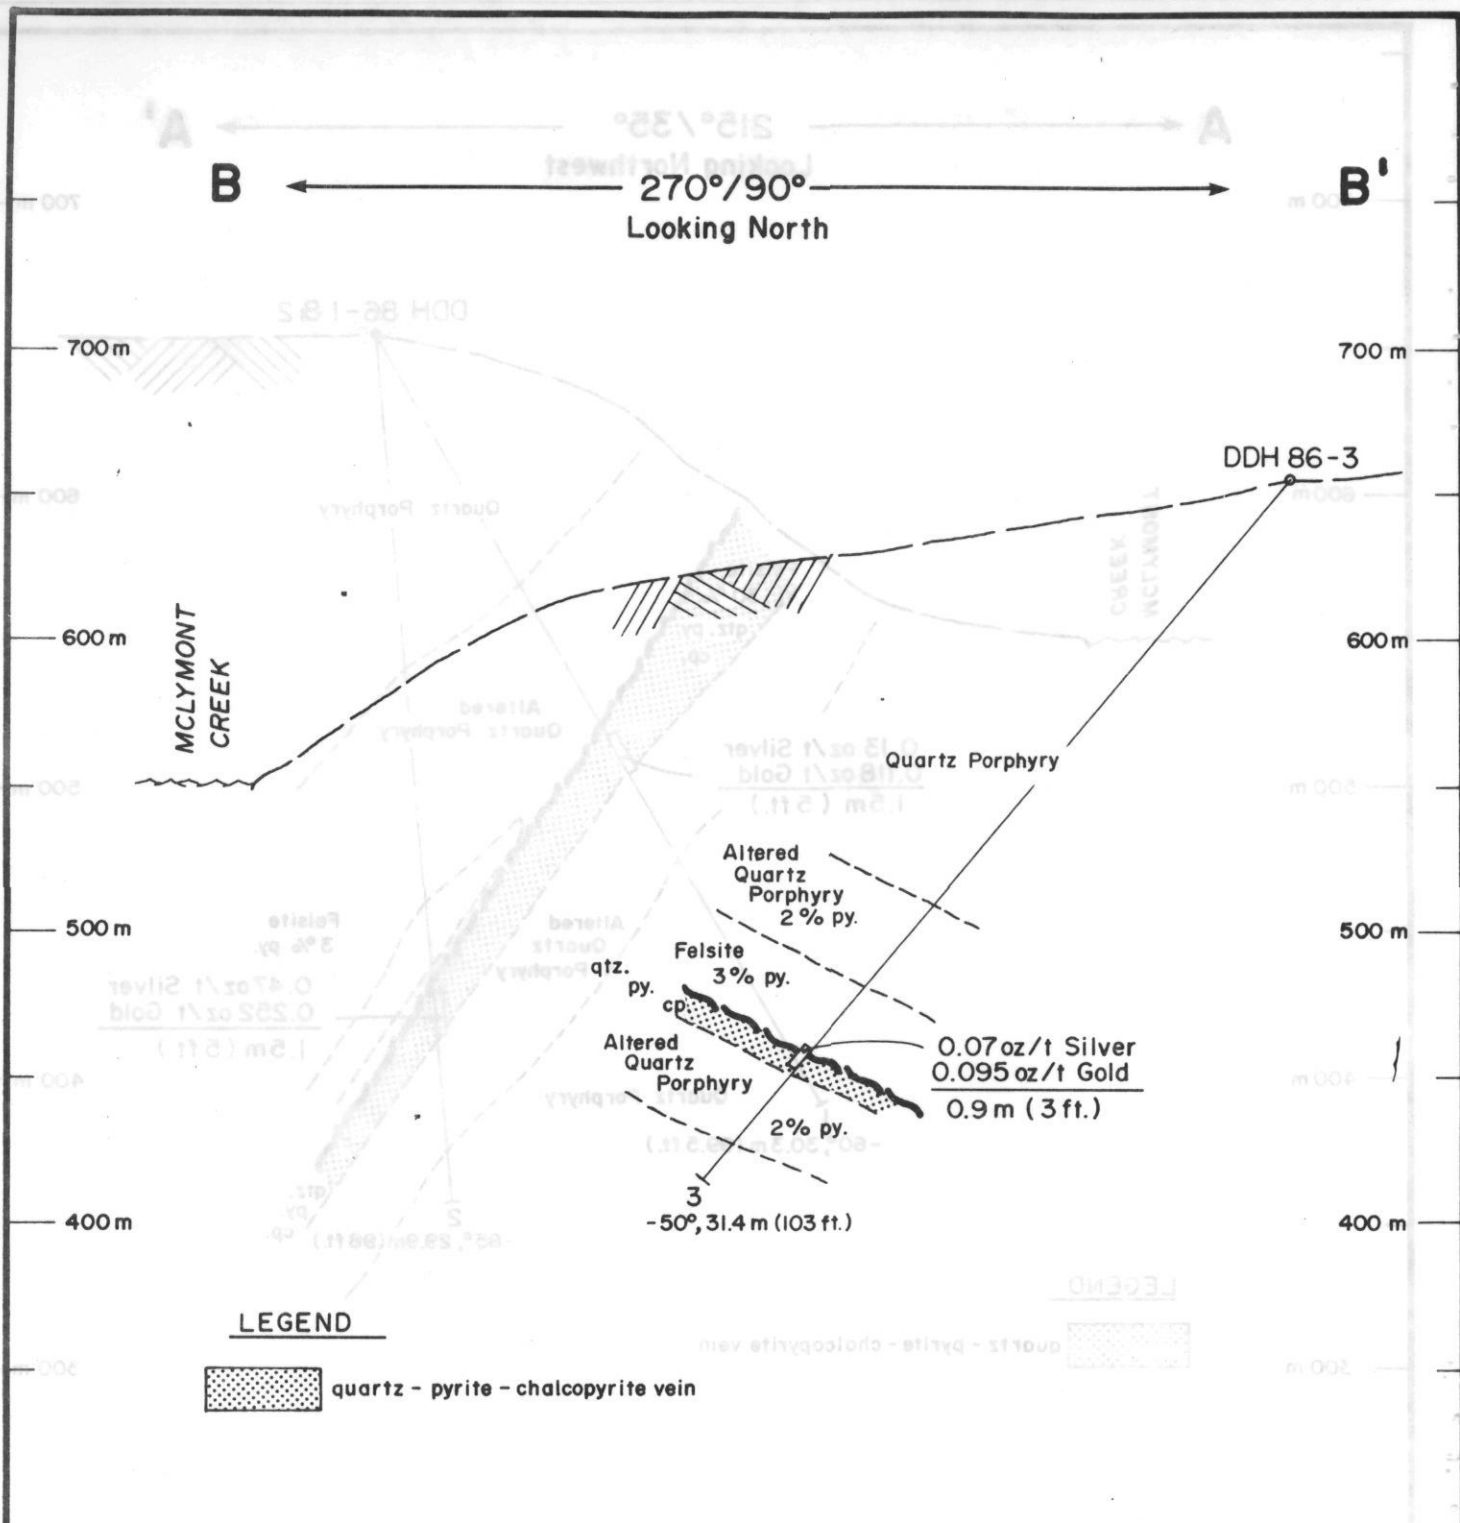 B 270°/90° B'
Looking North
700 m 700 m
DDH 86-3
600 m 600 m
MCLYMONT
CREEK
Quartz Porphyry
Altered
Quartz
Porphyry
2% py.
500 m 500 m
Felsite
3% py.
qtz.
py.
cp
Altered
Quartz
Porphyry
2% py.
0.07 oz/t Silver
0.095 oz/t Gold
0.9 m (3 ft.)
3
-50°, 31.4 m (103 ft.)
400 m 400 m
LEGEND
quartz - pyrite - chalcopyrite vein